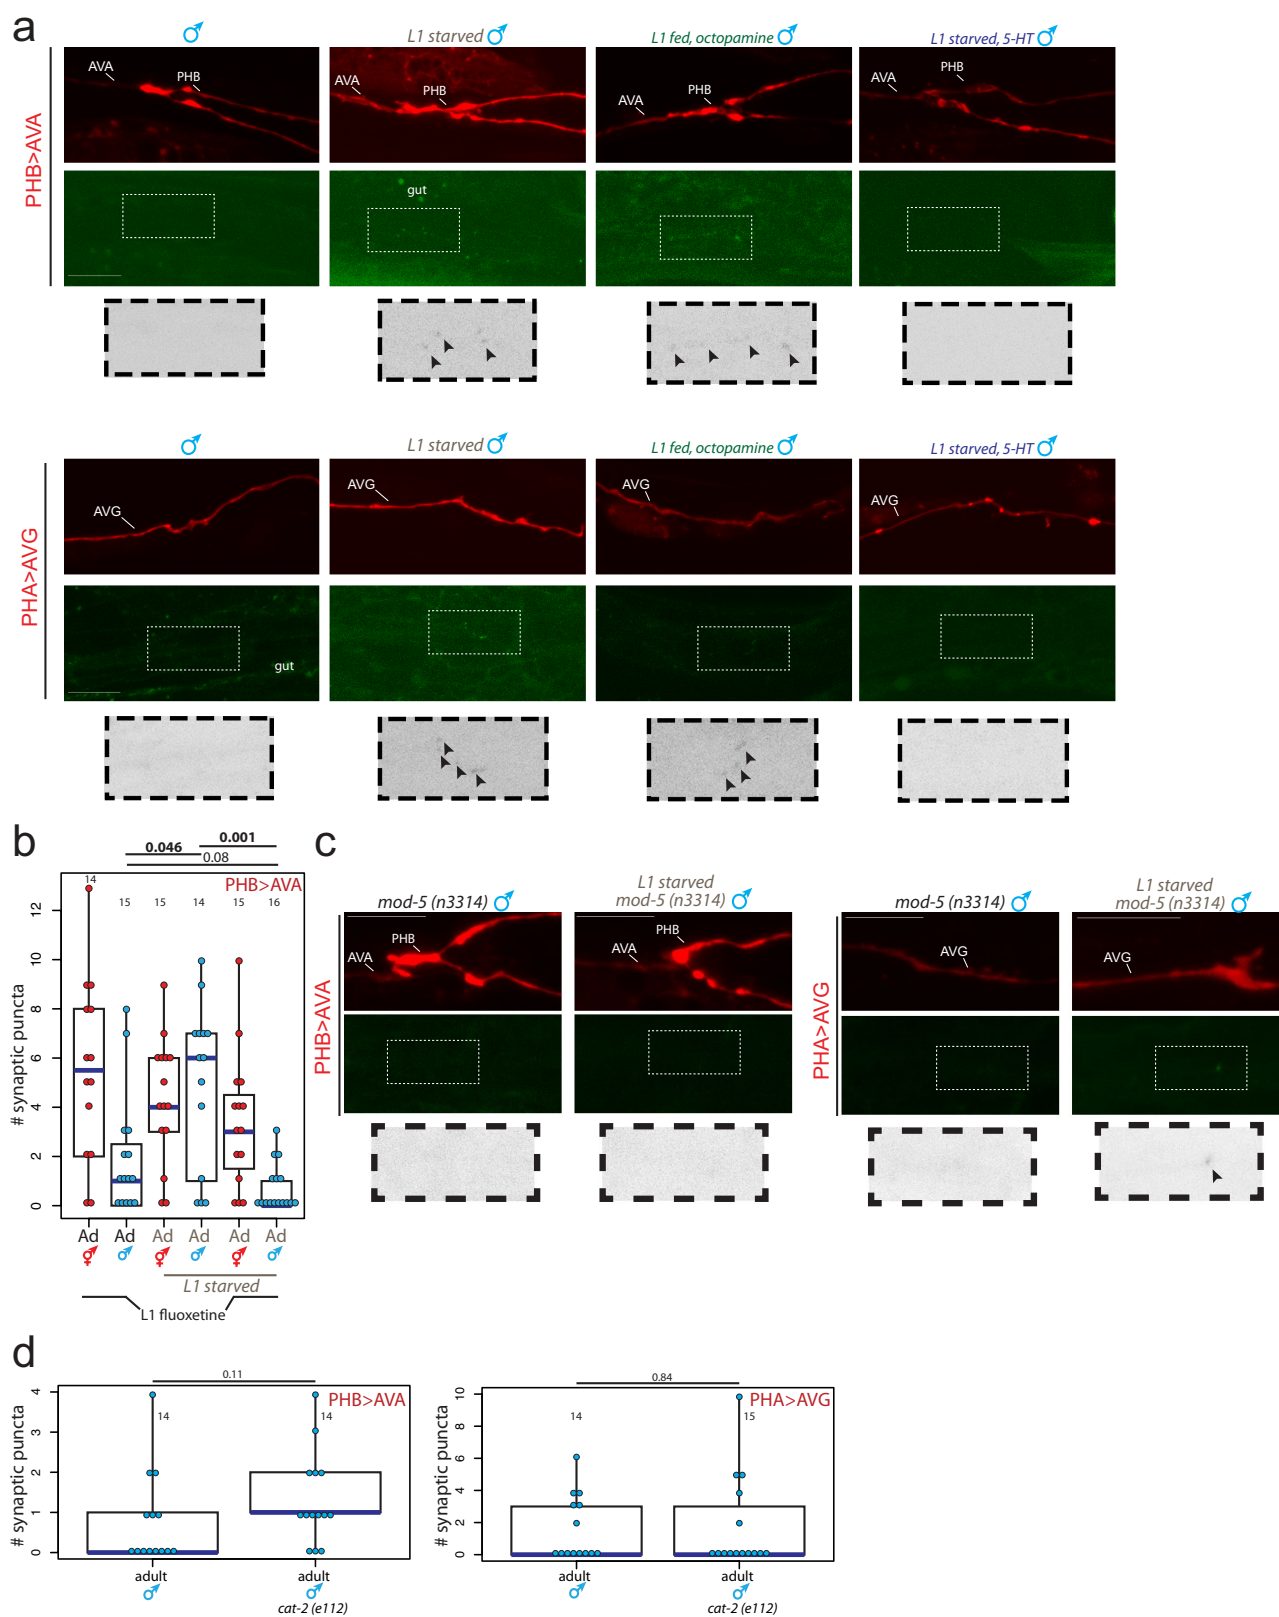 a
♂
L1 starved ♂
L1 fed, octopamine ♂
L1 starved, 5-HT ♂
PHB>AVA
AVA
PHB
AVA
PHB
AVA
PHB
AVA
PHB
gut
♂
L1 starved ♂
L1 fed, octopamine ♂
L1 starved, 5-HT ♂
PHA>AVG
AVG
AVG
AVG
AVG
gut
b
0.046
0.001
0.08
PHB>AVA
14
15
15
14
15
16
# synaptic puncta
12
10
8
6
4
2
0
Ad
Ad
Ad
Ad
Ad
Ad
L1 starved
L1 fluoxetine
c
mod-5 (n3314) ♂
L1 starved
mod-5 (n3314) ♂
mod-5 (n3314) ♂
L1 starved
mod-5 (n3314) ♂
PHB>AVA
AVA
PHB
AVA
PHB
PHA>AVG
AVG
AVG
d
0.11
PHB>AVA
14
14
# synaptic puncta
4
3
2
1
0
adult
♂
adult
♂
cat-2 (e112)
0.84
PHA>AVG
14
15
# synaptic puncta
10
8
6
4
2
0
adult
♂
adult
♂
cat-2 (e112)